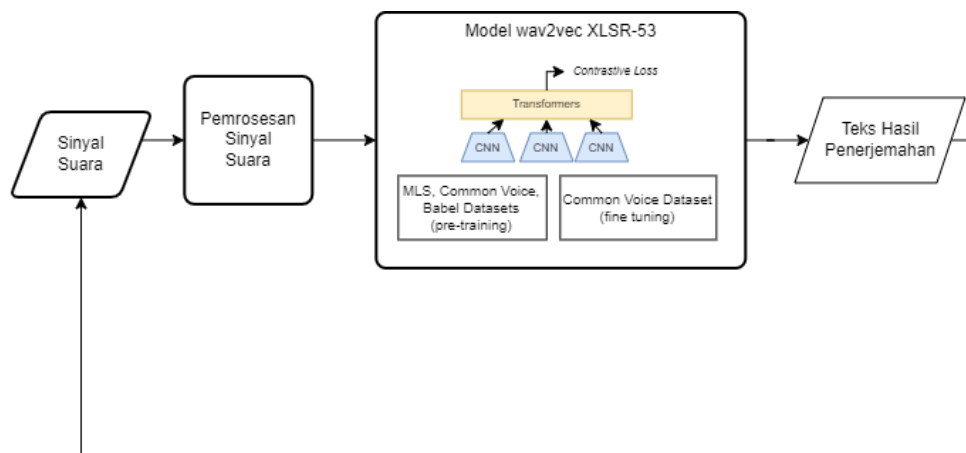 Model wav2vec XLSR-53
Contrastive Loss
Transformers
CNN
CNN
CNN
Sinyal
Suara
Pemrosesan
Sinyal
Suara
MLS, Common Voice,
Babel Datasets
(pre-training)
Common Voice Dataset
(fine tuning)
Teks Hasil
Penerjemahan